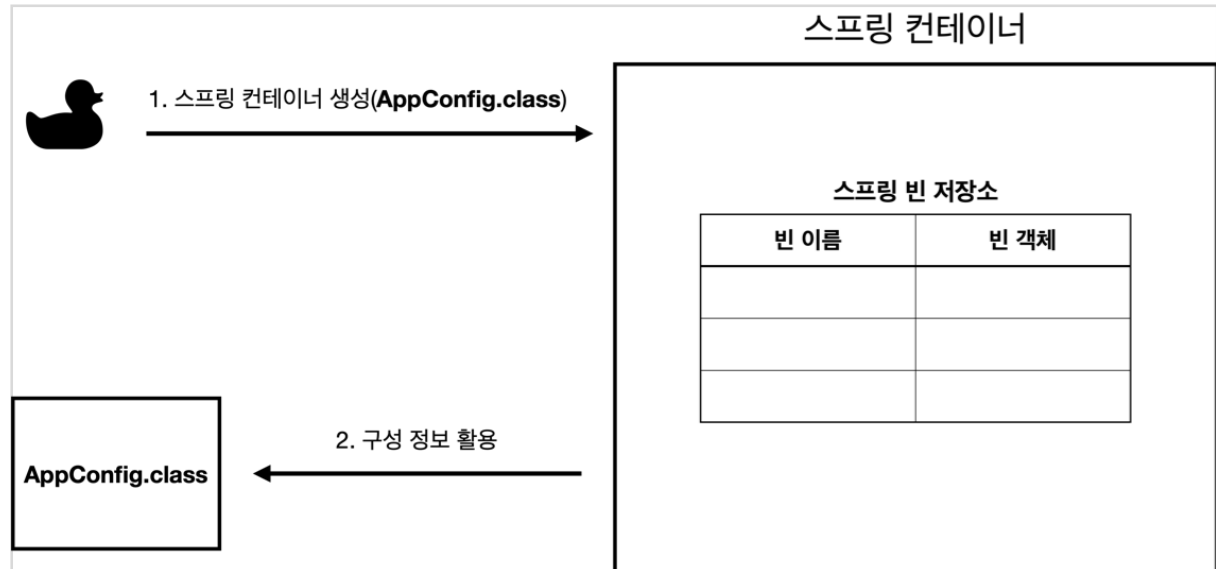 스프링 컨테이너
1. 스프링 컨테이너 생성(AppConfig.class)
스프링 빈 저장소
빈 이름 빈 객체
2. 구성 정보 활용
AppConfig.class